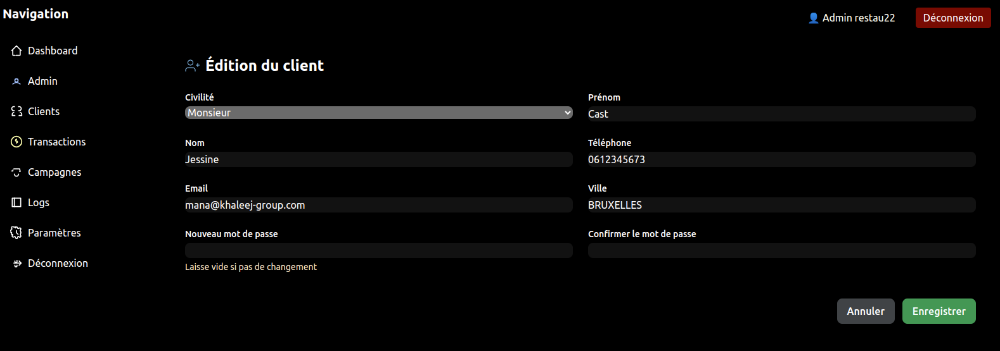 Navigation
👤 Admin restau22
Déconnexion
Dashboard
Admin
Clients
Transactions
Campagnes
Logs
Paramètres
Déconnexion
Édition du client
Civilité
Monsieur
Prénom
Cast
Nom
Jessine
Téléphone
0612345673
Email
mana@khaleej-group.com
Ville
BRUXELLES
Nouveau mot de passe
Laisse vide si pas de changement
Confirmer le mot de passe
Annuler
Enregistrer